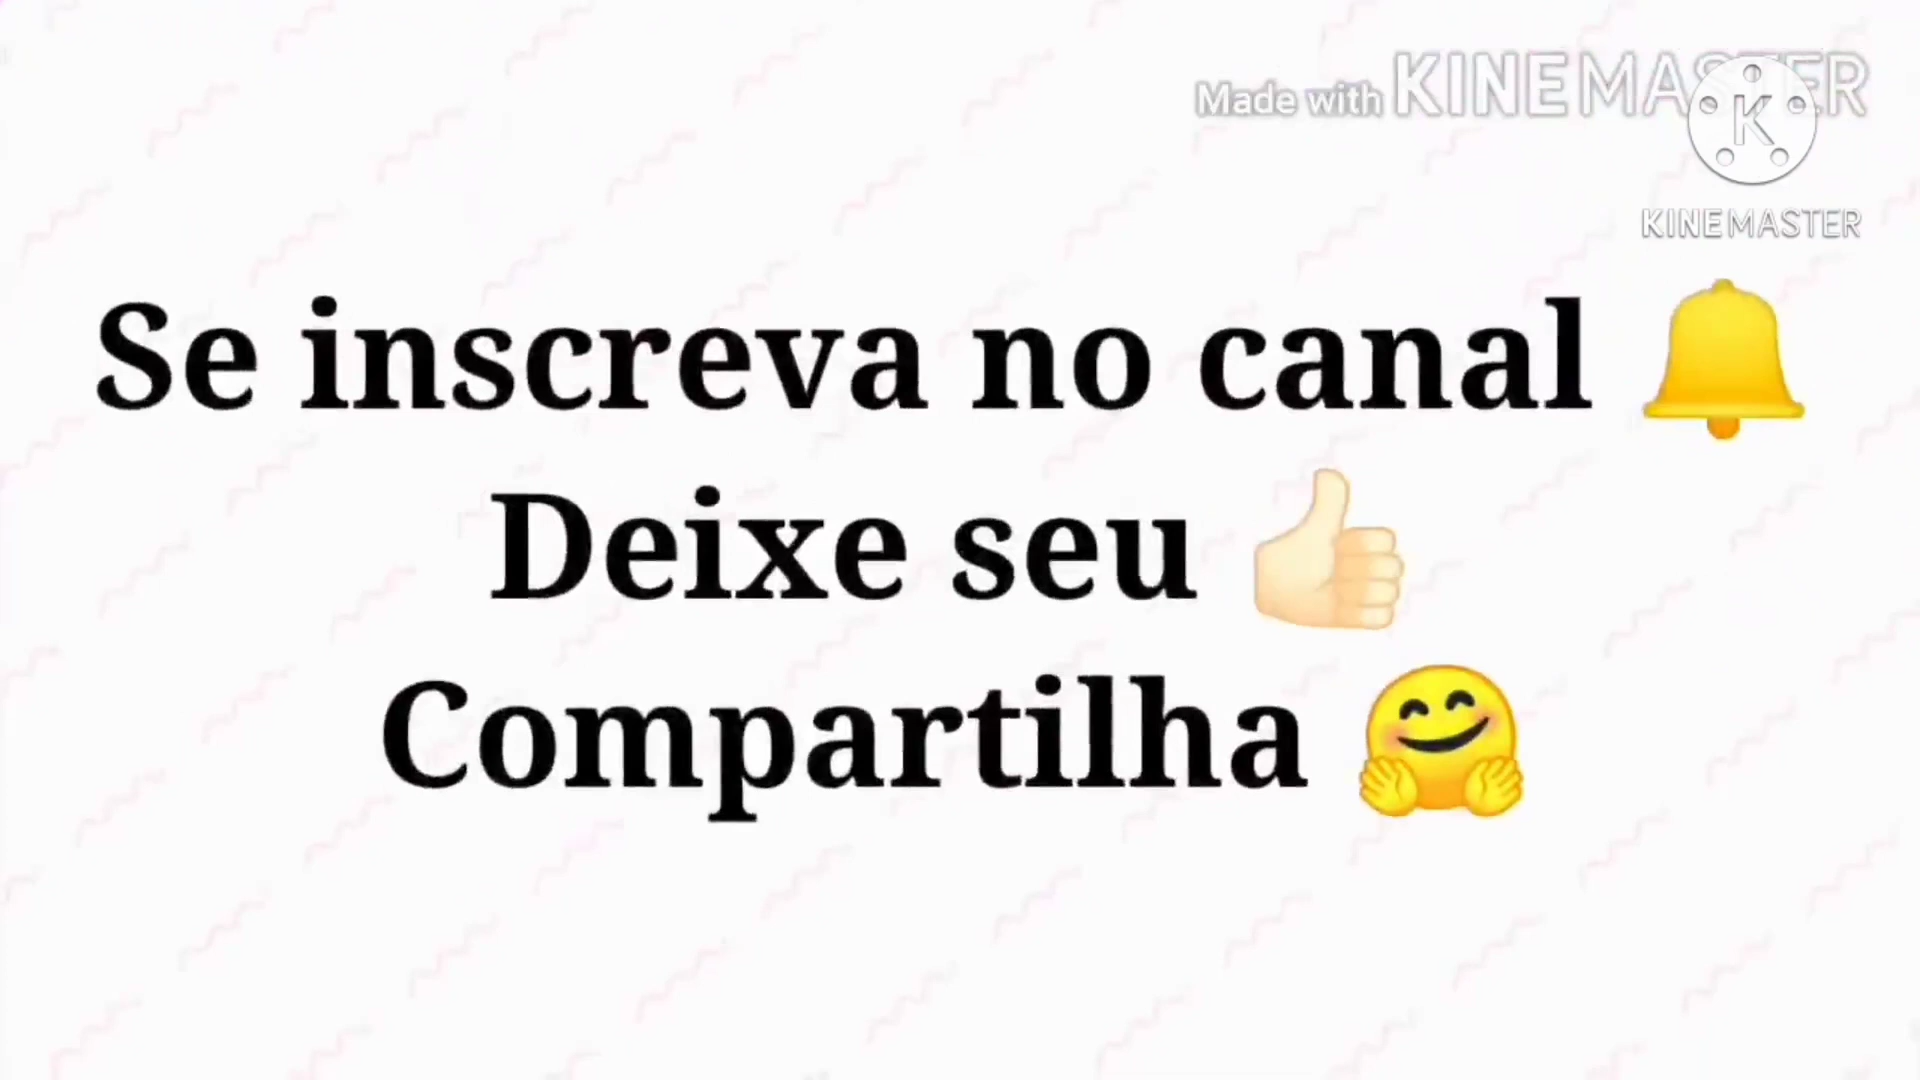 Made with KINEMASTER
K
KINEMASTER
Se inscreva no canal 🔔
Deixe seu 👍🏻
Compartilha 🤗